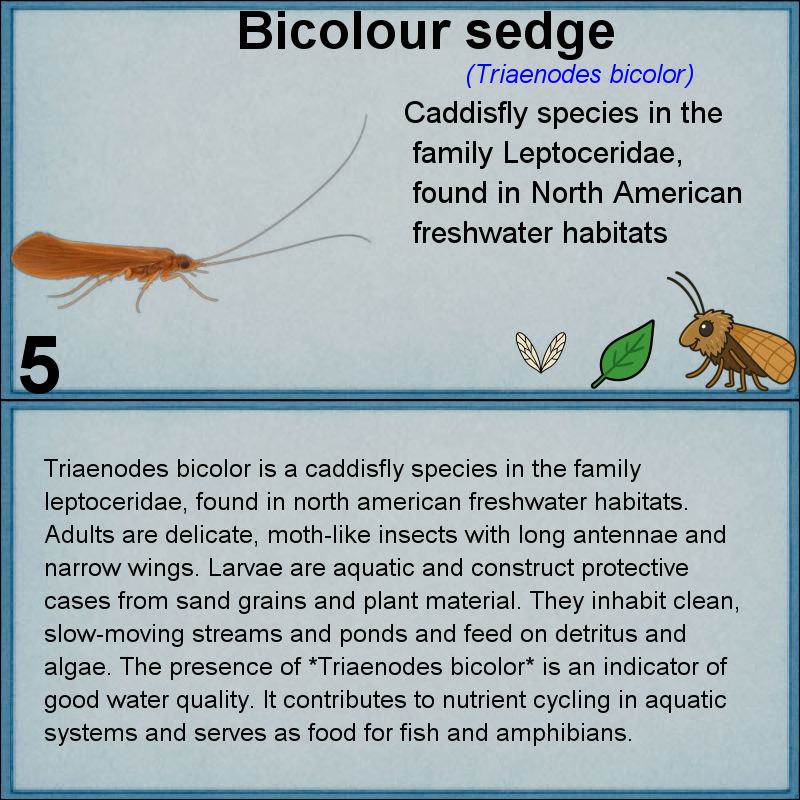 Bicolour sedge
(Triaenodes bicolor)
Caddisfly species in the
family Leptoceridae,
found in North American
freshwater habitats
5
Triaenodes bicolor is a caddisfly species in the family
leptoceridae, found in north american freshwater habitats.
Adults are delicate, moth-like insects with long antennae and
narrow wings. Larvae are aquatic and construct protective
cases from sand grains and plant material. They inhabit clean,
slow-moving streams and ponds and feed on detritus and
algae. The presence of *Triaenodes bicolor* is an indicator of
good water quality. It contributes to nutrient cycling in aquatic
systems and serves as food for fish and amphibians.